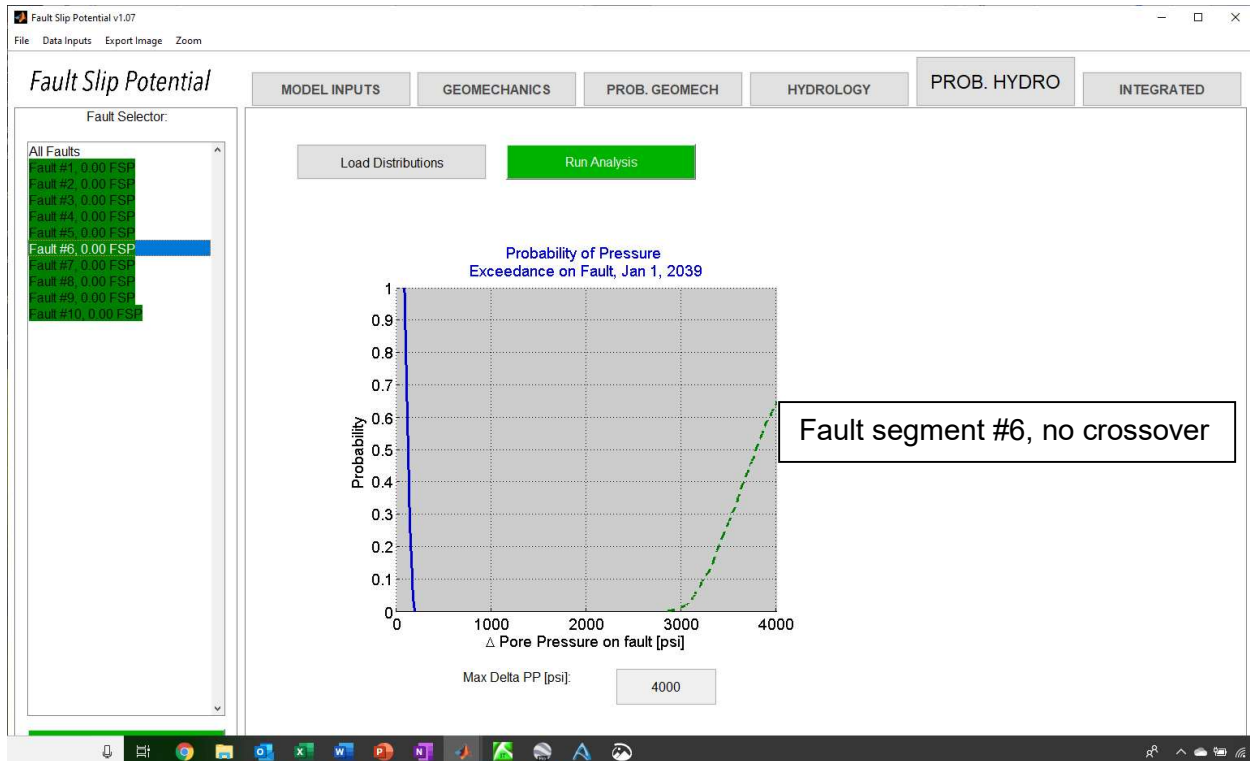 Fault Slip Potential v1.07
File Data Inputs Export Image Zoom
Fault Slip Potential
MODEL INPUTS GEOMECHANICS PROB. GEOMECH HYDROLOGY PROB. HYDRO INTEGRATED
Fault Selector:
All Faults
Fault #1, 0.00 FSP
Fault #2, 0.00 FSP
Fault #3, 0.00 FSP
Fault #4, 0.00 FSP
Fault #5, 0.00 FSP
Fault #6, 0.00 FSP
Fault #7, 0.00 FSP
Fault #8, 0.00 FSP
Fault #9, 0.00 FSP
Fault #10, 0.00 FSP
Load Distributions Run Analysis
Probability of Pressure
Exceedance on Fault, Jan 1, 2039
1
0.9
0.8
0.7
0.6
0.5
0.4
0.3
0.2
0.1
0
Probability
0 1000 2000 3000 4000
Δ Pore Pressure on fault [psi]
Fault segment #6, no crossover
Max Delta PP [psi]: 4000